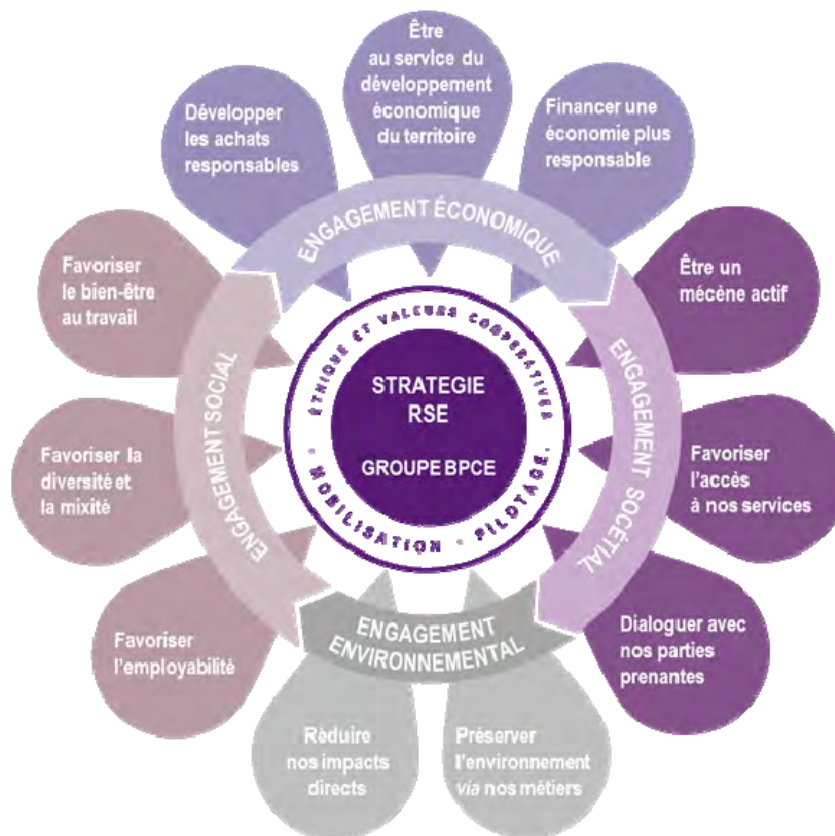 Être
au service du
développement
économique
du territoire
Développer
les achats
responsables
Financer une
économie plus
responsable
ENGAGEMENT ÉCONOMIQUE
Favoriser
le bien-être
au travail
Être un
mécène actif
ÉTHIQUE ET VALEURS COOPÉRATIVES
STRATEGIE
RSE
GROUPE BPCE
• MOBILISATION • PILOTAGE.
ENGAGEMENT SOCIAL
ENGAGEMENT SOCÉTIAL
Favoriser la
diversité et
la mixité
Favoriser
l'accès
à nos services
Favoriser
l'employabilité
ENGAGEMENT
ENVIRONNEMENTAL
Dialoguer avec
nos parties
prenantes
Réduire
nos impacts
directs
Préserver
l'environnement
via nos métiers